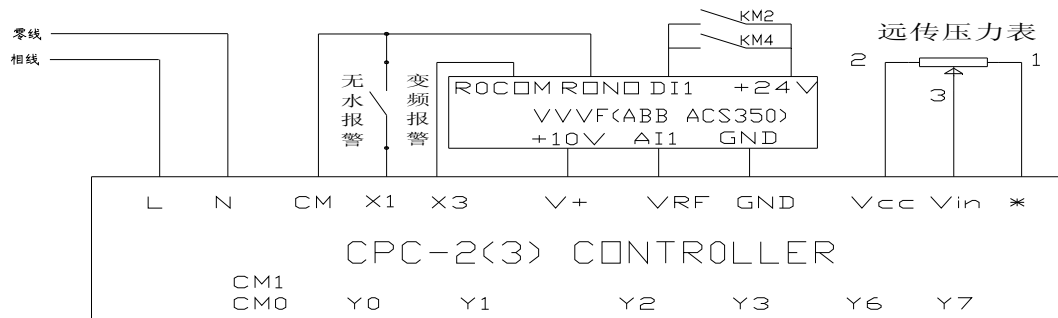 零线
相线
KM2
KM4
远传压力表
2
1
3
无水报警
变频报警
ROCOM RONO DI1 +24V
VVVF(ABB ACS350)
+10V AI1 GND
L N CM X1 X3 V+ VRF GND Vcc Vin *
CPC-2(3) CONTROLLER
CM1
CM0 Y0 Y1 Y2 Y3 Y6 Y7